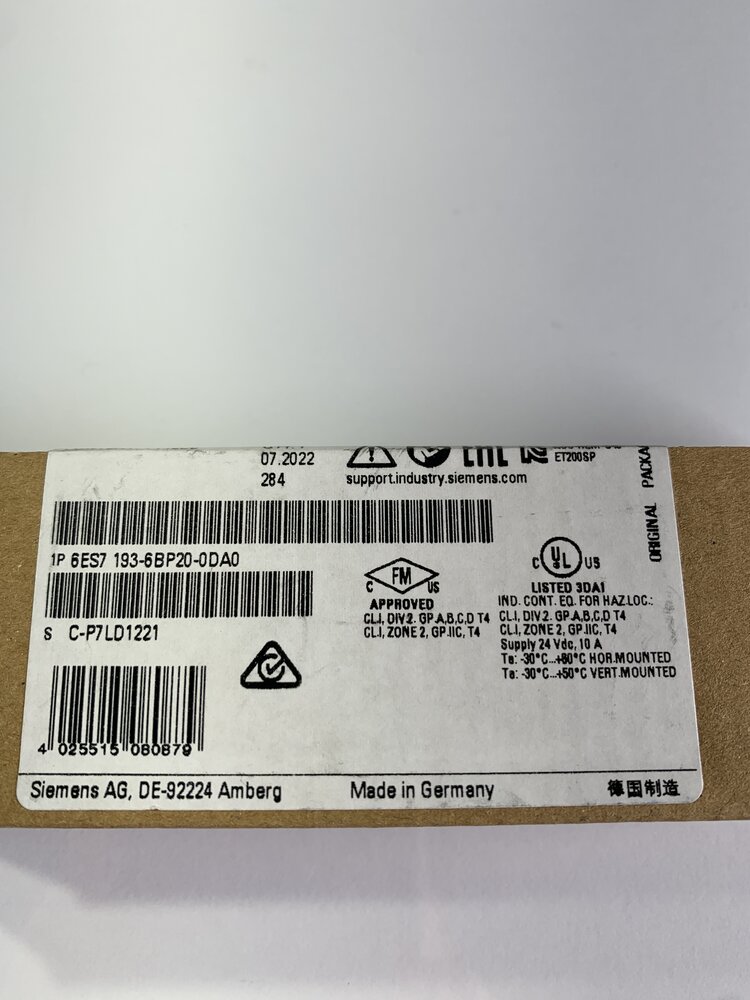 07.2022
284
support.industry.siemens.com
ET200SP
ORIGINAL PACKA
1P 6ES7 193-6BP20-0DA0
S C-P7LD1221
C FM US
APPROVED
CL.I, DIV.2. GP.A,B,C,D T4
CL.I, ZONE 2, GP.IIC, T4
C UL US
LISTED 3DA1
IND. CONT. EQ. FOR HAZ.LOC.:
CL.I, DIV.2. GP.A,B,C,D T4
CL.I, ZONE 2, GP.IIC, T4
Supply 24 Vdc, 10 A
Ta: -30°C...+60°C HOR.MOUNTED
Ta: -30°C...+50°C VERT.MOUNTED
4 025515 080879
Siemens AG, DE-92224 Amberg
Made in Germany
德国制造